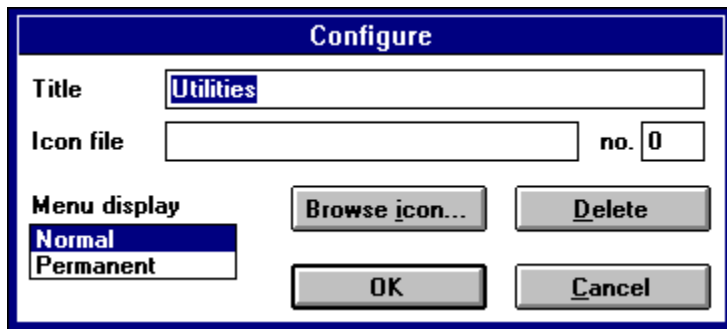 Configure
Title Utilities
Icon file no. 0
Menu display Browse icon... Delete
Normal
Permanent
OK Cancel